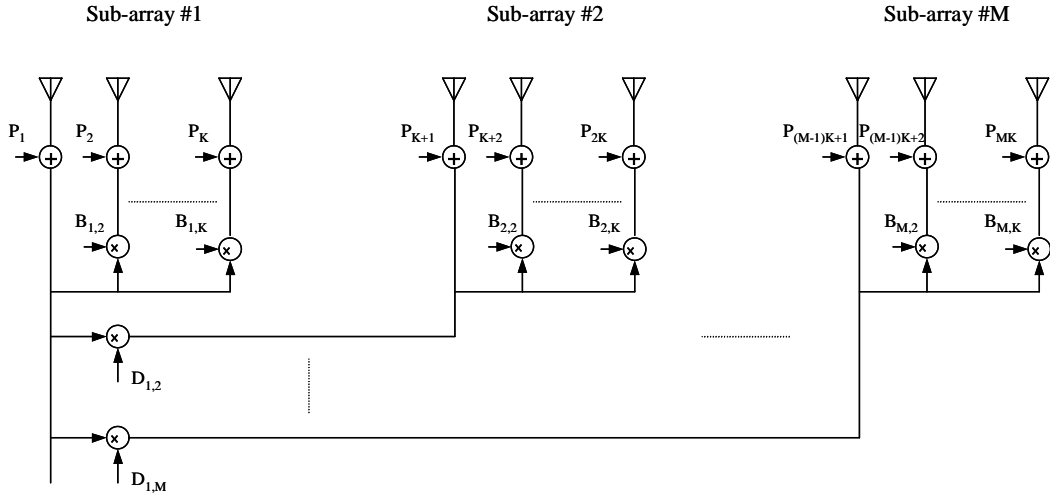 Sub-array #1
Sub-array #2
Sub-array #M
P1
P2
PK
PK+1
PK+2
P2K
P(M-1)K+1
P(M-1)K+2
PMK
B1,2
B1,K
B2,2
B2,K
BM,2
BM,K
D1,2
D1,M